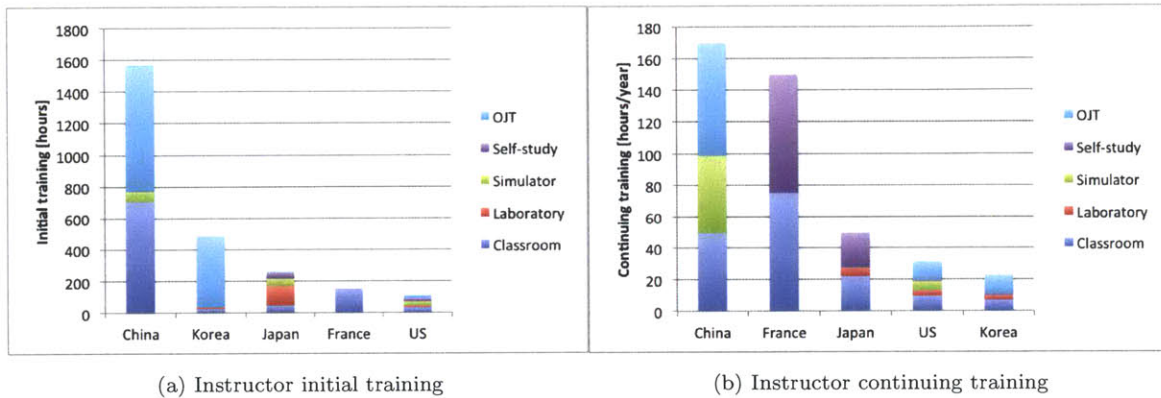 1800
1600
1400
1200
1000
800
600
400
200
0
Initial training [hours]
China Korea Japan France US
OJT
Self-study
Simulator
Laboratory
Classroom
(a) Instructor initial training
180
160
140
120
100
80
60
40
20
0
Continuing training [hours/year]
China France Japan US Korea
OJT
Self-study
Simulator
Laboratory
Classroom
(b) Instructor continuing training